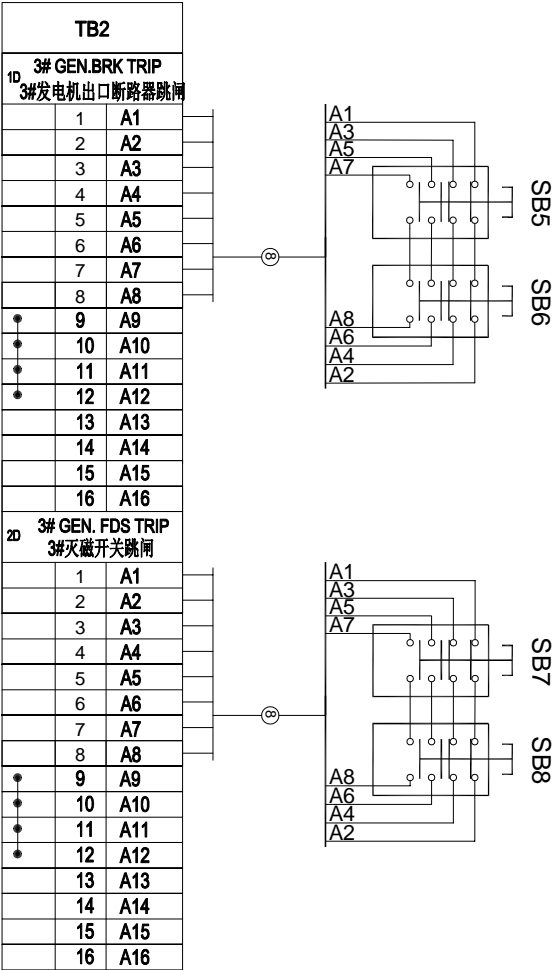 TB2
1D 3# GEN.BRK TRIP
3#发电机出口断路器跳闸
1 A1
2 A2
3 A3
4 A4
5 A5
6 A6
7 A7
8 A8
9 A9
10 A10
11 A11
12 A12
13 A13
14 A14
15 A15
16 A16
8
A1
A3
A5
A7
SB5
SB6
A8
A6
A4
A2
2D 3# GEN. FDS TRIP
3#灭磁开关跳闸
1 A1
2 A2
3 A3
4 A4
5 A5
6 A6
7 A7
8 A8
9 A9
10 A10
11 A11
12 A12
13 A13
14 A14
15 A15
16 A16
8
A1
A3
A5
A7
SB7
SB8
A8
A6
A4
A2